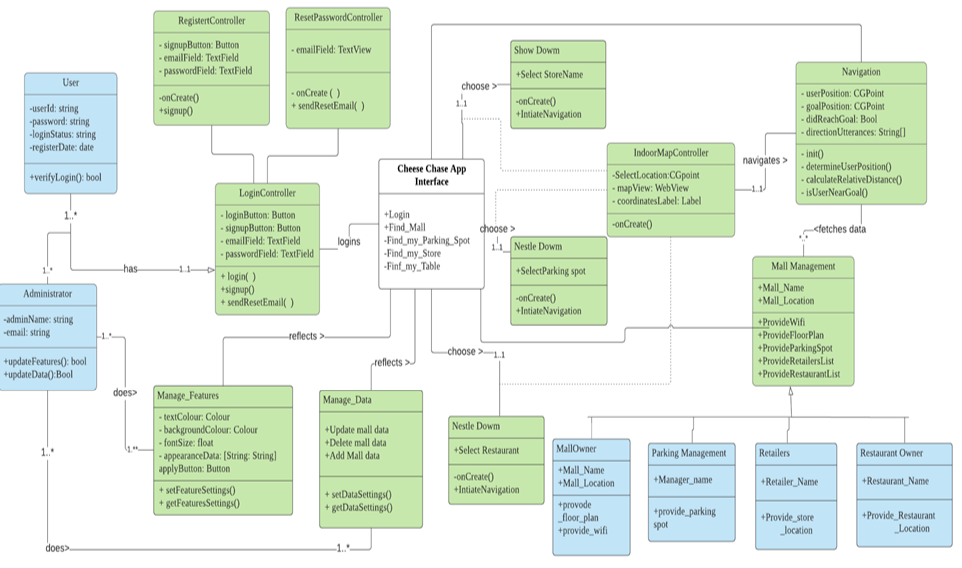 RegistertController
- signupButton: Button
- emailField: TextField
- passwordField: TextField
-onCreate()
+signup()
ResetPasswordController
- emailField: TextView
- onCreate ( )
+ sendResetEmail( )
User
-userId: string
-password: string
-loginStatus: string
-registerDate: date
+verifyLogin(): bool
Show Dowm
+Select StoreName
-onCreate()
+IntiateNavigation
choose >
1..1
Navigation
- userPosition: CGPoint
- goalPosition: CGPoint
- didReachGoal: Bool
- directionUtterances: String[]
- init()
- determineUserPosition()
- calculateRelativeDistance()
- isUserNearGoal()
IndoorMapController
-SelectLocation:CGpoint
- mapView: WebView
- coordinatesLabel: Label
-onCreate()
navigates >
1..1
Cheese Chase App
Interface
+Login
+Find_Mall
-Find_my_Parking_Spot
-Find_my_Store
-Finf_my_Table
LoginController
- loginButton: Button
- signupButton: Button
- emailField: TextField
- passwordField: TextField
+ login( )
+signup()
+ sendResetEmail( )
logins
1..*
1..*
has
1..1
choose >
1..1
Nestle Dowm
+SelectParking spot
-onCreate()
+IntiateNavigation
<fetches data
*..*
Mall Management
+Mall_Name
+Mall_Location
+ProvideWifi
+ProvideFloorPlan
+ProvideParkingSpot
+ProvideRetailersList
+ProvideRestaurantList
Administrator
-adminName: string
-email: string
+updateFeatures(): bool
+updateData():Bool
1..*
does>
1..**
1..*
reflects >
reflects >
choose >
1..1
Manage_Features
- textColour: Colour
- backgroundColour: Colour
- fontSize: float
- appearanceData: [String: String]
applyButton: Button
+ setFeatureSettings()
+ getFeaturesSettings()
Manage_Data
+Update mall data
+Delete mall data
+Add Mall data
+ setDataSettings()
+ getDataSettings()
Nestle Dowm
+Select Restaurant
-onCreate()
+IntiateNavigation
MallOwner
+Mall_Name
+Mall_Location
+provode
_floor_plan
+provide_wifi
Parking Management
+Manager_name
+provide_parking
spot
Retailers
+Retailer_Name
+Provide_store
_location
Restaurant Owner
+Restaurant_Name
+Provide_Restaurant
_Location
does>
1..*